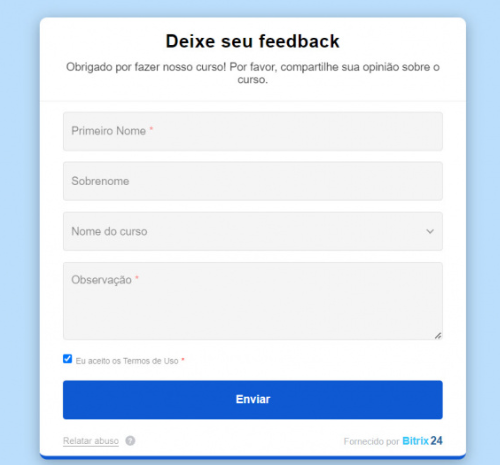 Deixe seu feedback
Obrigado por fazer nosso curso! Por favor, compartilhe sua opinião sobre o
curso.
Primeiro Nome *
Sobrenome
Nome do curso
Observação *
Eu aceito os Termos de Uso *
Enviar
Relatar abuso ?
Fornecido por Bitrix24